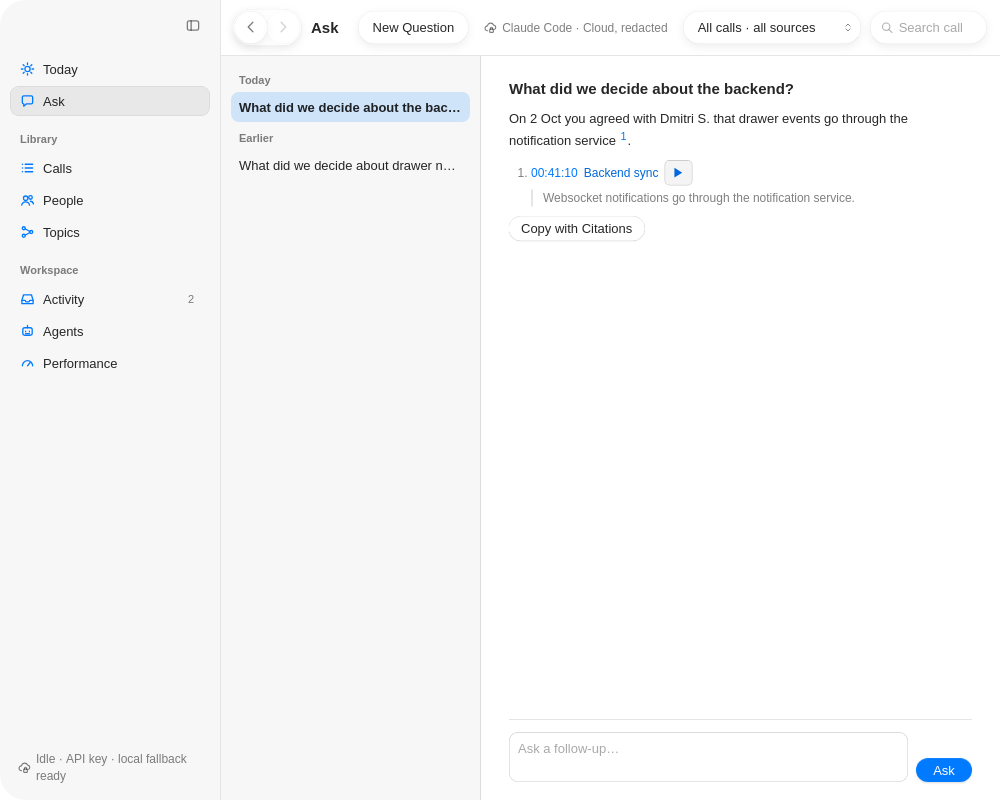 Today
Ask
Library
Calls
People
Topics
Workspace
Activity 2
Agents
Performance
Idle · API key · local fallback
ready
Ask
New Question
Claude Code · Cloud, redacted
All calls · all sources
Search call
Today
What did we decide about the bac…
Earlier
What did we decide about drawer n…
What did we decide about the backend?
On 2 Oct you agreed with Dmitri S. that drawer events go through the
notification service 1.
1. 00:41:10 Backend sync
Websocket notifications go through the notification service.
Copy with Citations
Ask a follow-up…
Ask